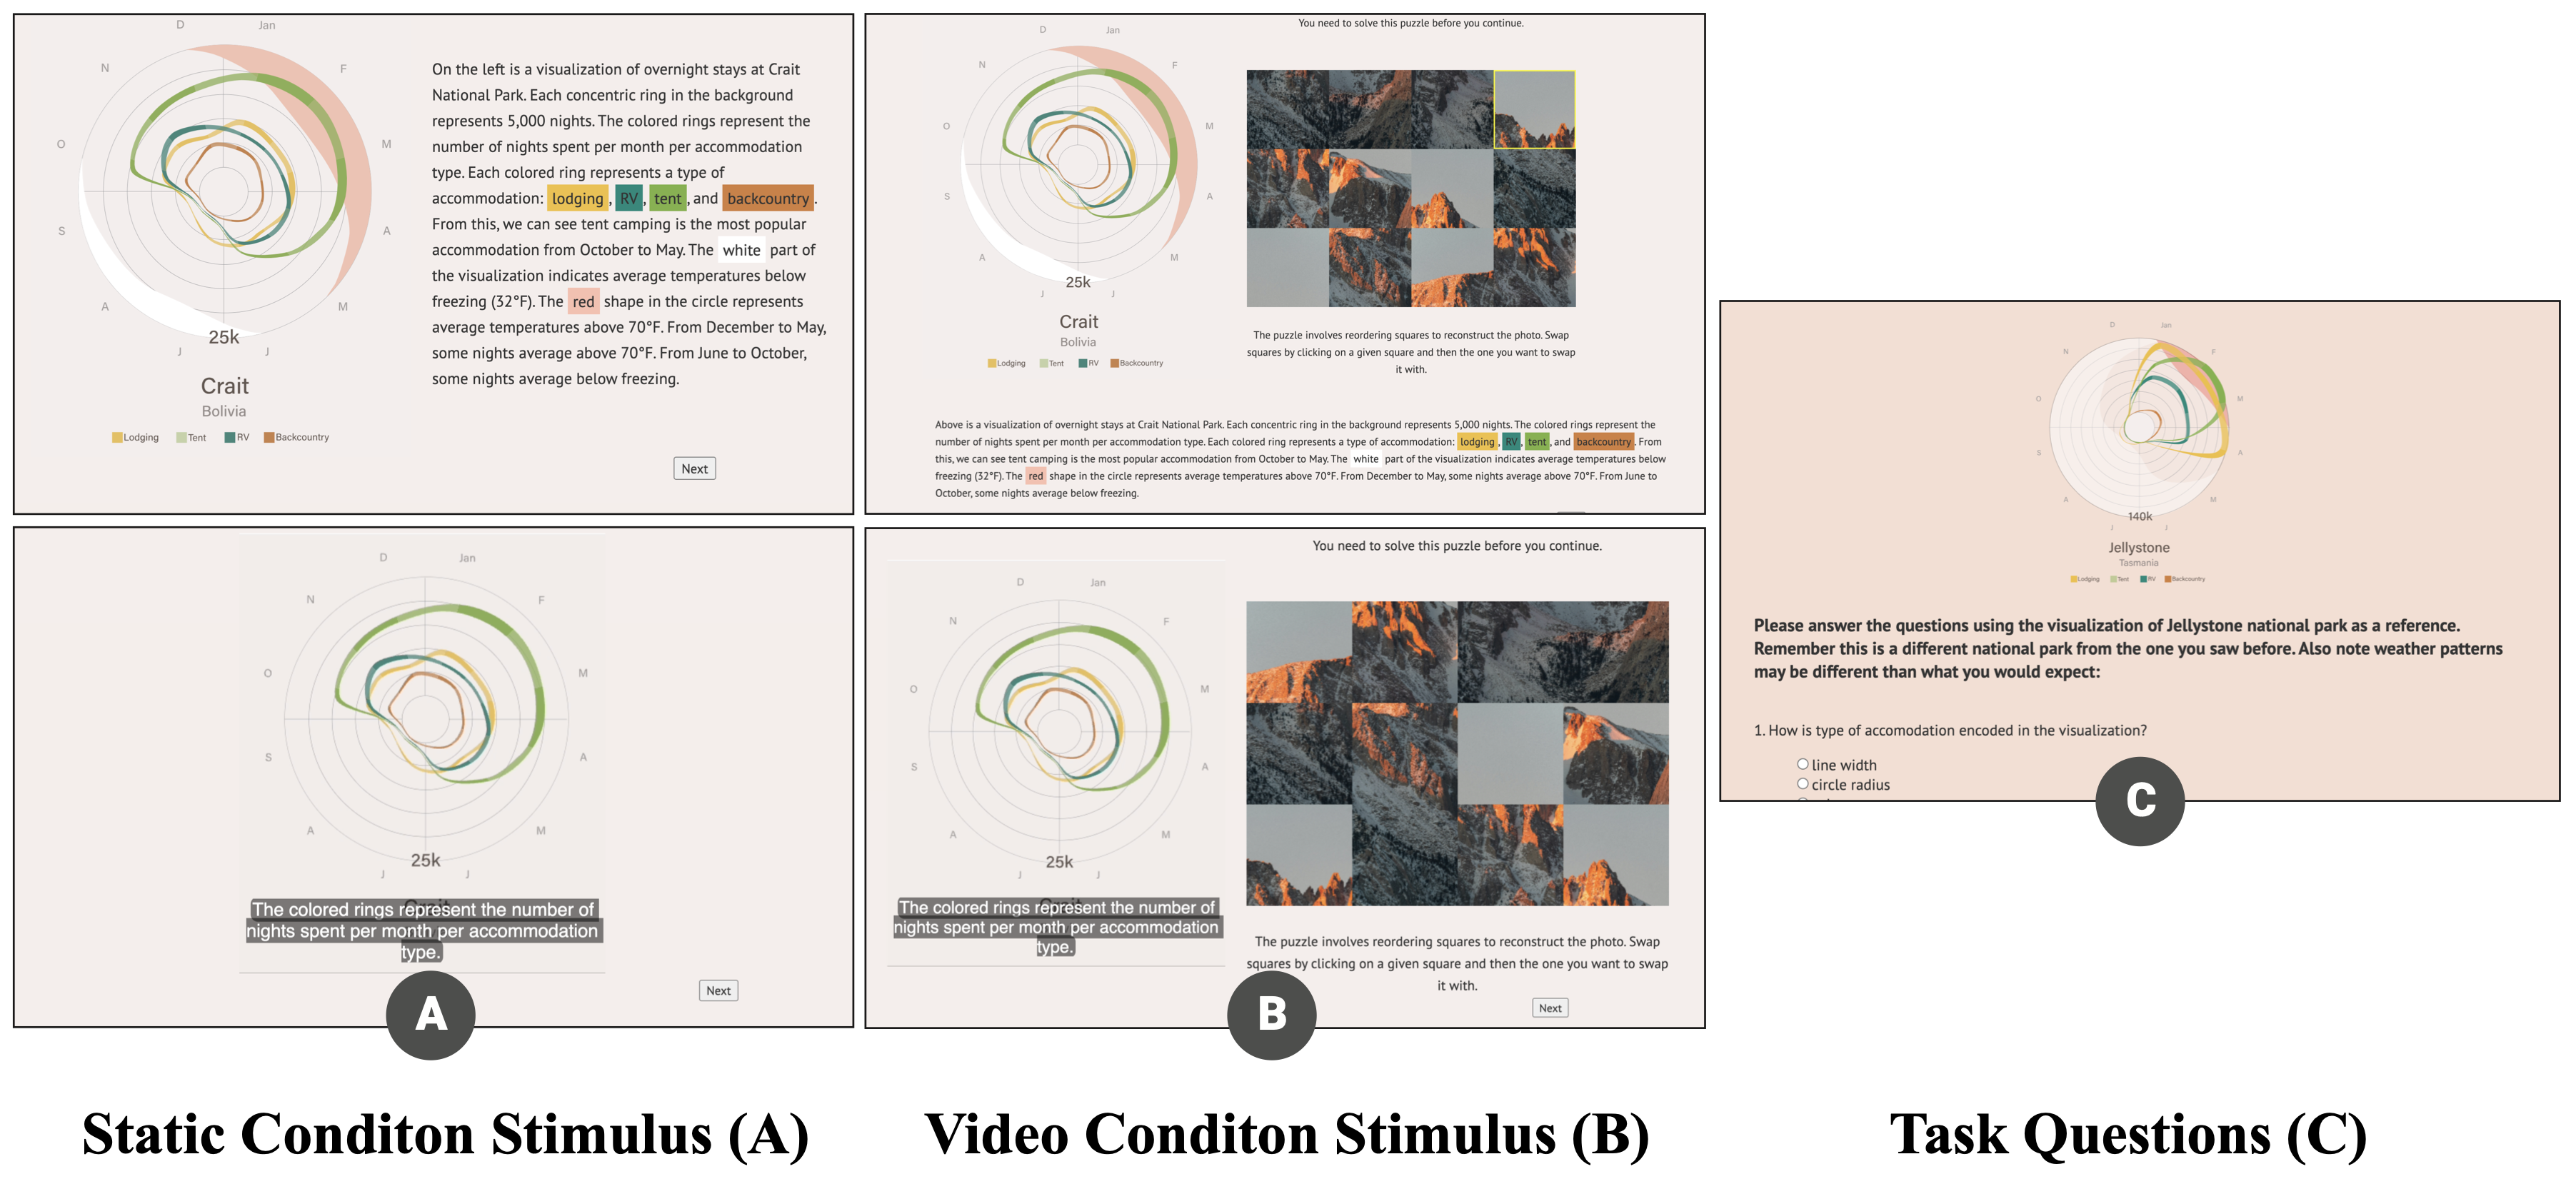 D
Jan
N
F
O
M
S
A
A
M
25k
J
J
Crait
Bolivia
Lodging
Tent
RV
Backcountry
On the left is a visualization of overnight stays at Crait
National Park. Each concentric ring in the background
represents 5,000 nights. The colored rings represent the
number of nights spent per month per accommodation
type. Each colored ring represents a type of
accommodation: lodging, RV, tent, and backcountry.
From this, we can see tent camping is the most popular
accommodation from October to May. The white part of
the visualization indicates average temperatures below
freezing (32°F). The red shape in the circle represents
average temperatures above 70°F. From December to May,
some nights average above 70°F. From June to October,
some nights average below freezing.
Next
You need to solve this puzzle before you continue.
D
Jan
N
F
O
M
S
A
A
M
25k
J
J
Crait
Bolivia
Lodging
Tent
RV
Backcountry
The puzzle involves reordering squares to reconstruct the photo. Swap
squares by clicking on a given square and then the one you want to swap
it with.
Above is a visualization of overnight stays at Crait National Park. Each concentric ring in the background represents 5,000 nights. The colored rings represent the
number of nights spent per month per accommodation type. Each colored ring represents a type of accommodation: lodging, RV, tent, and backcountry. From
this, we can see tent camping is the most popular accommodation from October to May. The white part of the visualization indicates average temperatures below
freezing (32°F). The red shape in the circle represents average temperatures above 70°F. From December to May, some nights average above 70°F. From June to
October, some nights average below freezing.
D
Jan
N
F
O
M
S
A
A
M
25k
J
J
Crait
The colored rings represent the number of
nights spent per month per accommodation
type.
Next
You need to solve this puzzle before you continue.
D
Jan
N
F
O
M
S
A
A
M
25k
J
J
Crait
The colored rings represent the number of
nights spent per month per accommodation
type.
The puzzle involves reordering squares to reconstruct the photo. Swap
squares by clicking on a given square and then the one you want to swap
it with.
Next
D
Jan
N
F
O
M
S
A
A
M
140k
J
J
Jellystone
Tasmania
Lodging
Tent
RV
Backcountry
Please answer the questions using the visualization of Jellystone national park as a reference.
Remember this is a different national park from the one you saw before. Also note weather patterns
may be different than what you would expect:
1. How is type of accomodation encoded in the visualization?
line width
circle radius
A
B
C
Static Conditon Stimulus (A)
Video Conditon Stimulus (B)
Task Questions (C)